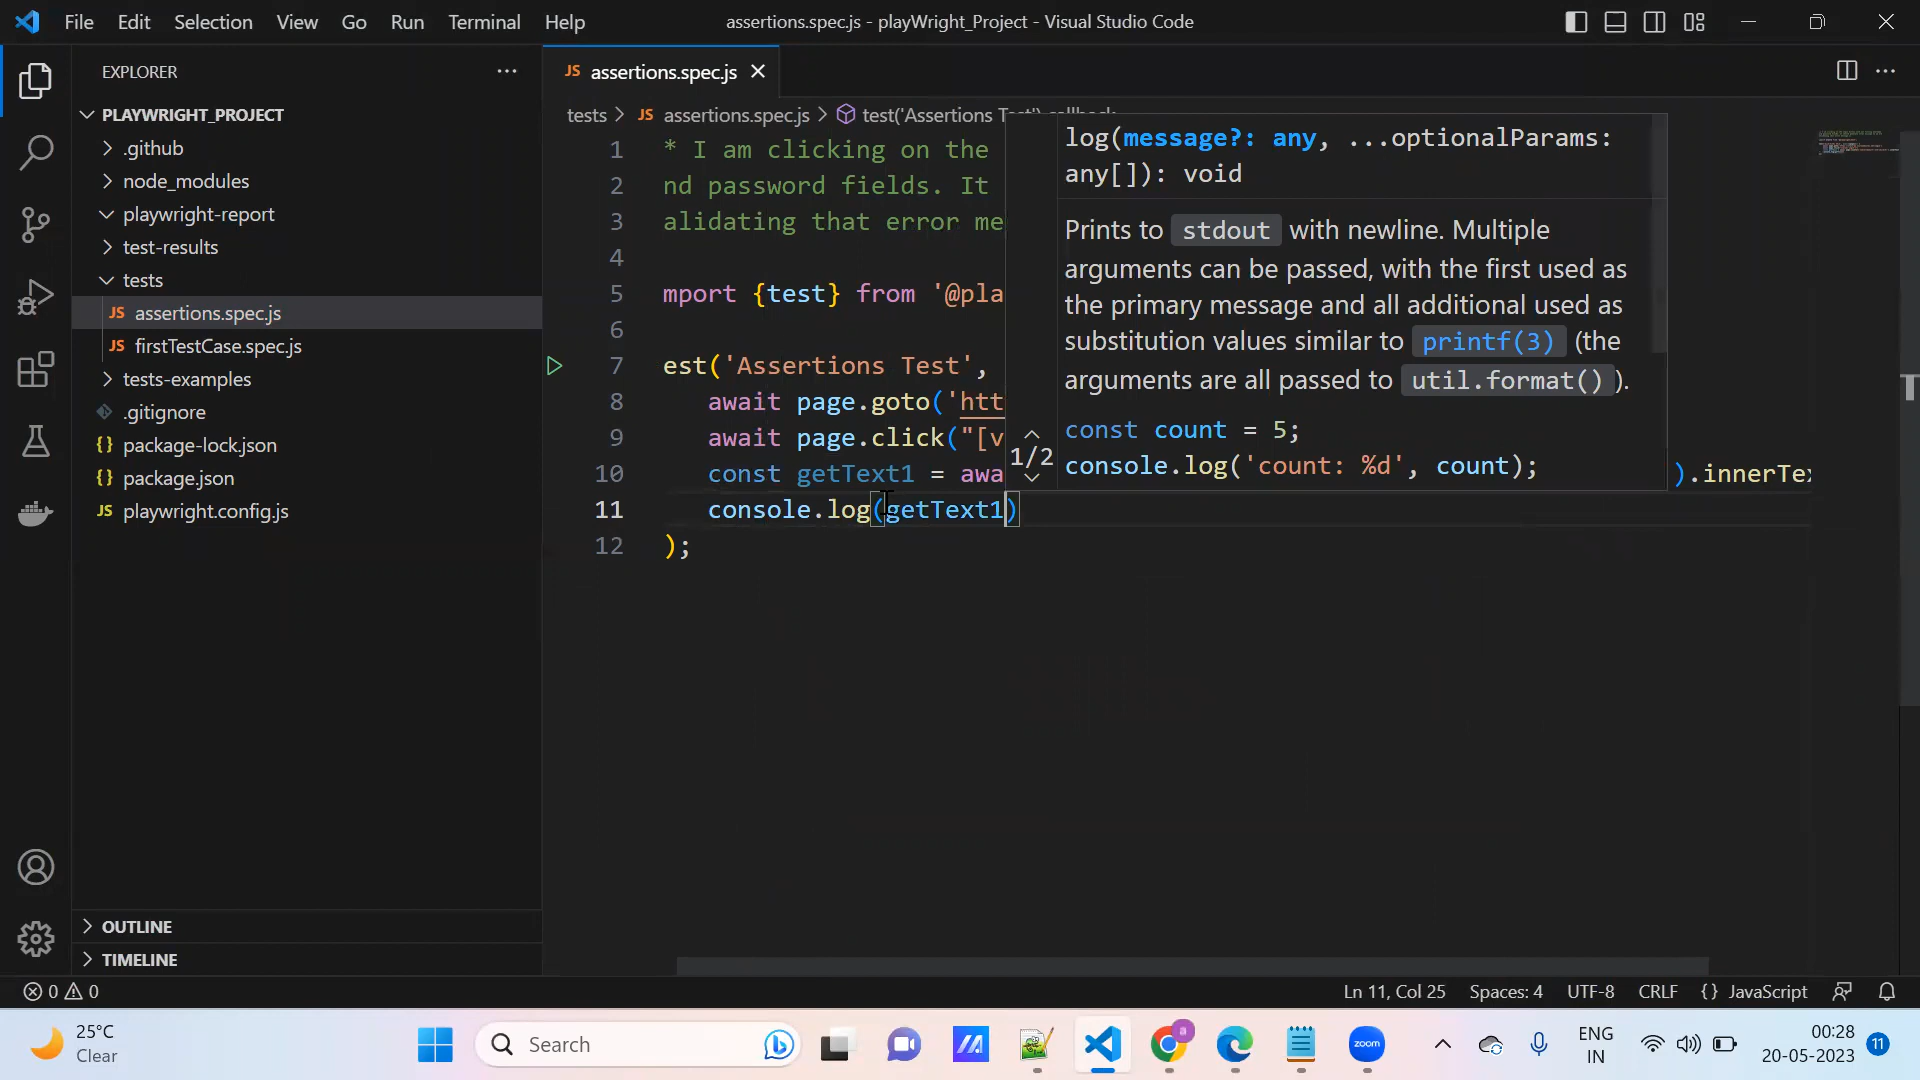 File Edit Selection View Go Run Terminal Help
assertions.spec.js - playWright_Project - Visual Studio Code
EXPLORER
PLAYWRIGHT_PROJECT
.github
node_modules
playwright-report
test-results
tests
JS assertions.spec.js
JS firstTestCase.spec.js
tests-examples
.gitignore
{} package-lock.json
{} package.json
JS playwright.config.js
OUTLINE
TIMELINE
JS assertions.spec.js
tests > JS assertions.spec.js > test('Assertions
1 * I am clicking on the
2 nd password fields. It
3 alidating that error me
4
5 mport {test} from '@pla
6
7 est('Assertions Test',
8 await page.goto('htt
9 await page.click("[v
10 const getText1 = awa ).innerTex
11 console.log(getText1)
12 );
log(message?: any, ...optionalParams:
any[]): void
Prints to stdout with newline. Multiple
arguments can be passed, with the first used as
the primary message and all additional used as
substitution values similar to printf(3) (the
arguments are all passed to util.format() ).
const count = 5;
1/2
console.log('count: %d', count);
0 0
Ln 11, Col 25 Spaces: 4 UTF-8 CRLF {} JavaScript
25°C
Clear
Search
a
zoom
ENG
IN
00:28
20-05-2023
11